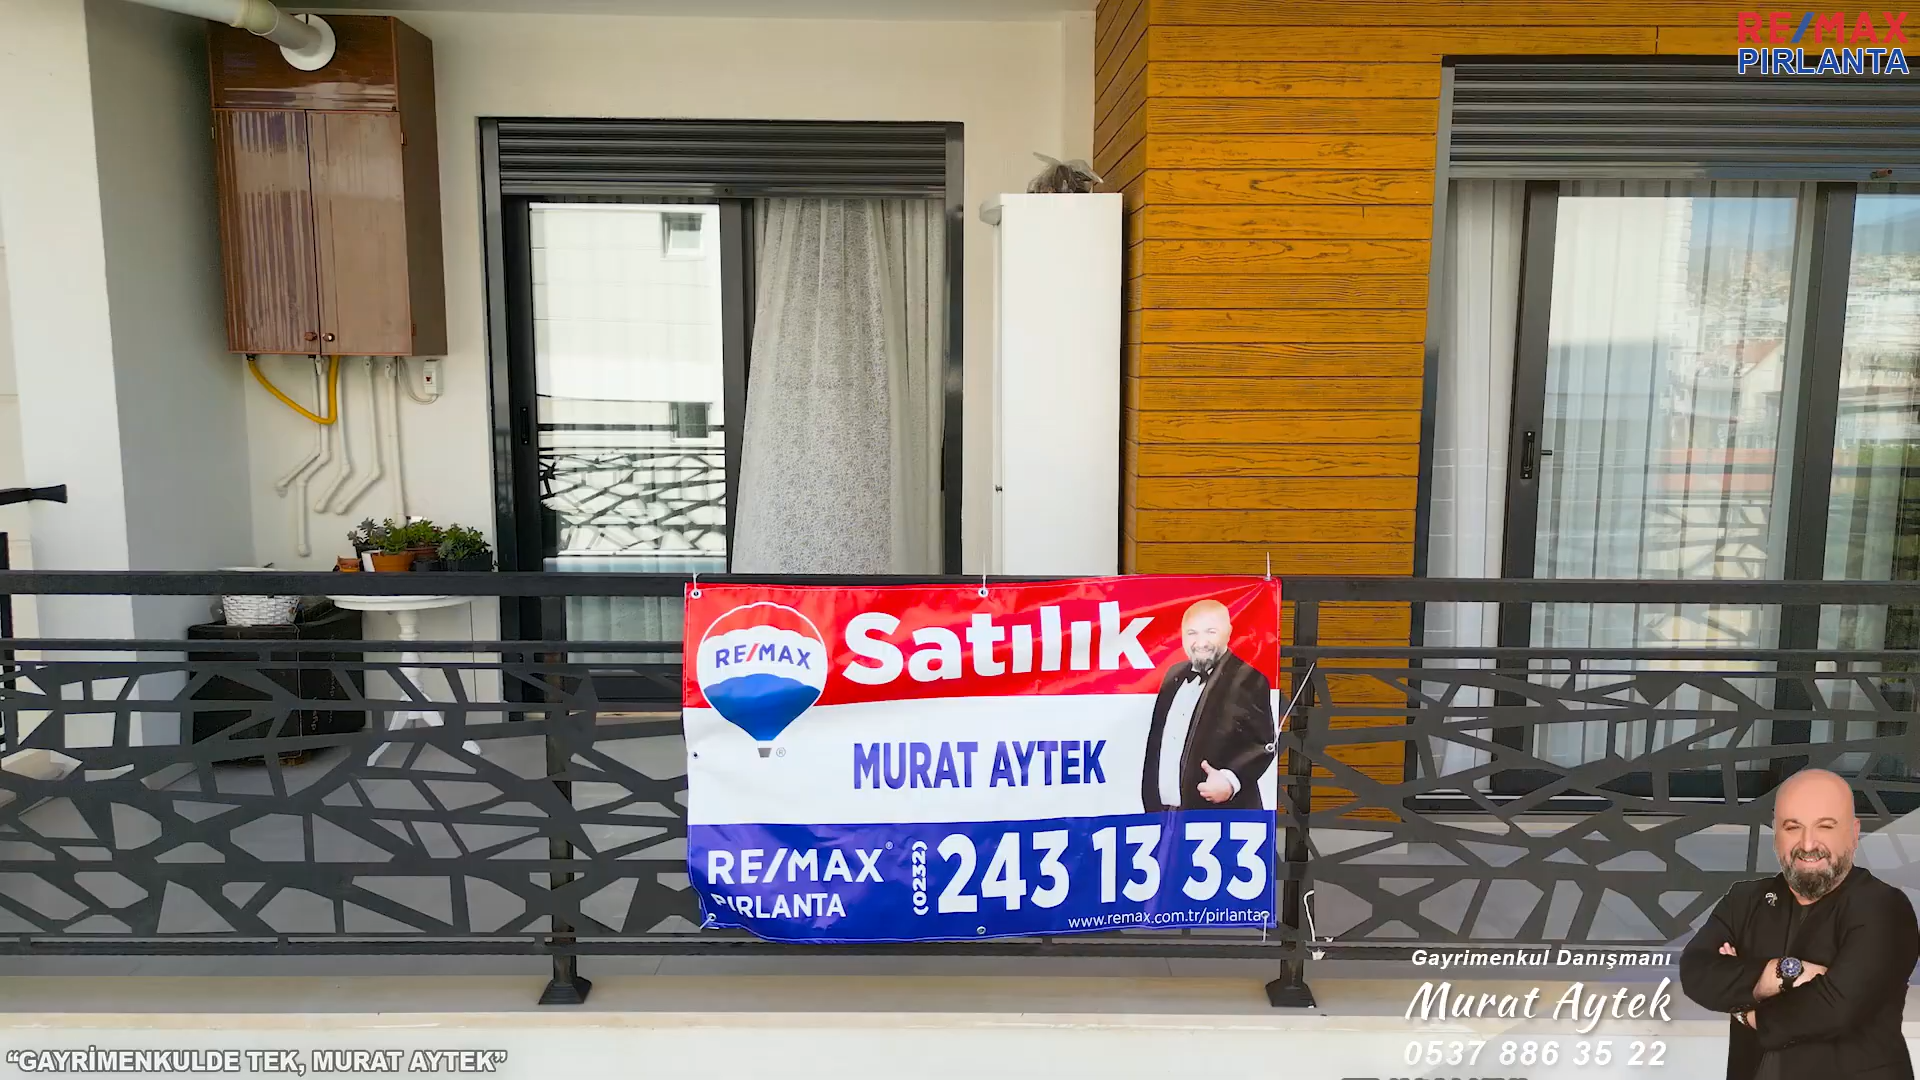 RE/MAX
PIRLANTA
RE/MAX
Satılık
MURAT AYTEK
RE/MAX
PIRLANTA
(0232) 243 13 33
www.remax.com.tr/pirlanta
Gayrimenkul Danışmanı
Murat Aytek
0537 886 35 22
“GAYRİMENKULDE TEK, MURAT AYTEK”